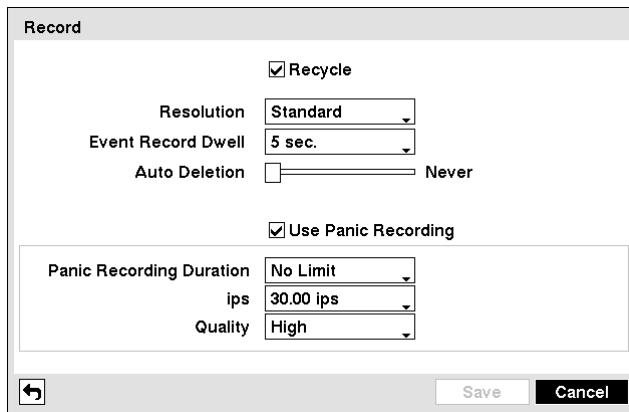 Record
Recycle
Resolution Standard
Event Record Dwell 5 sec.
Auto Deletion Never
Use Panic Recording
Panic Recording Duration No Limit
ips 30.00 ips
Quality High
Save Cancel